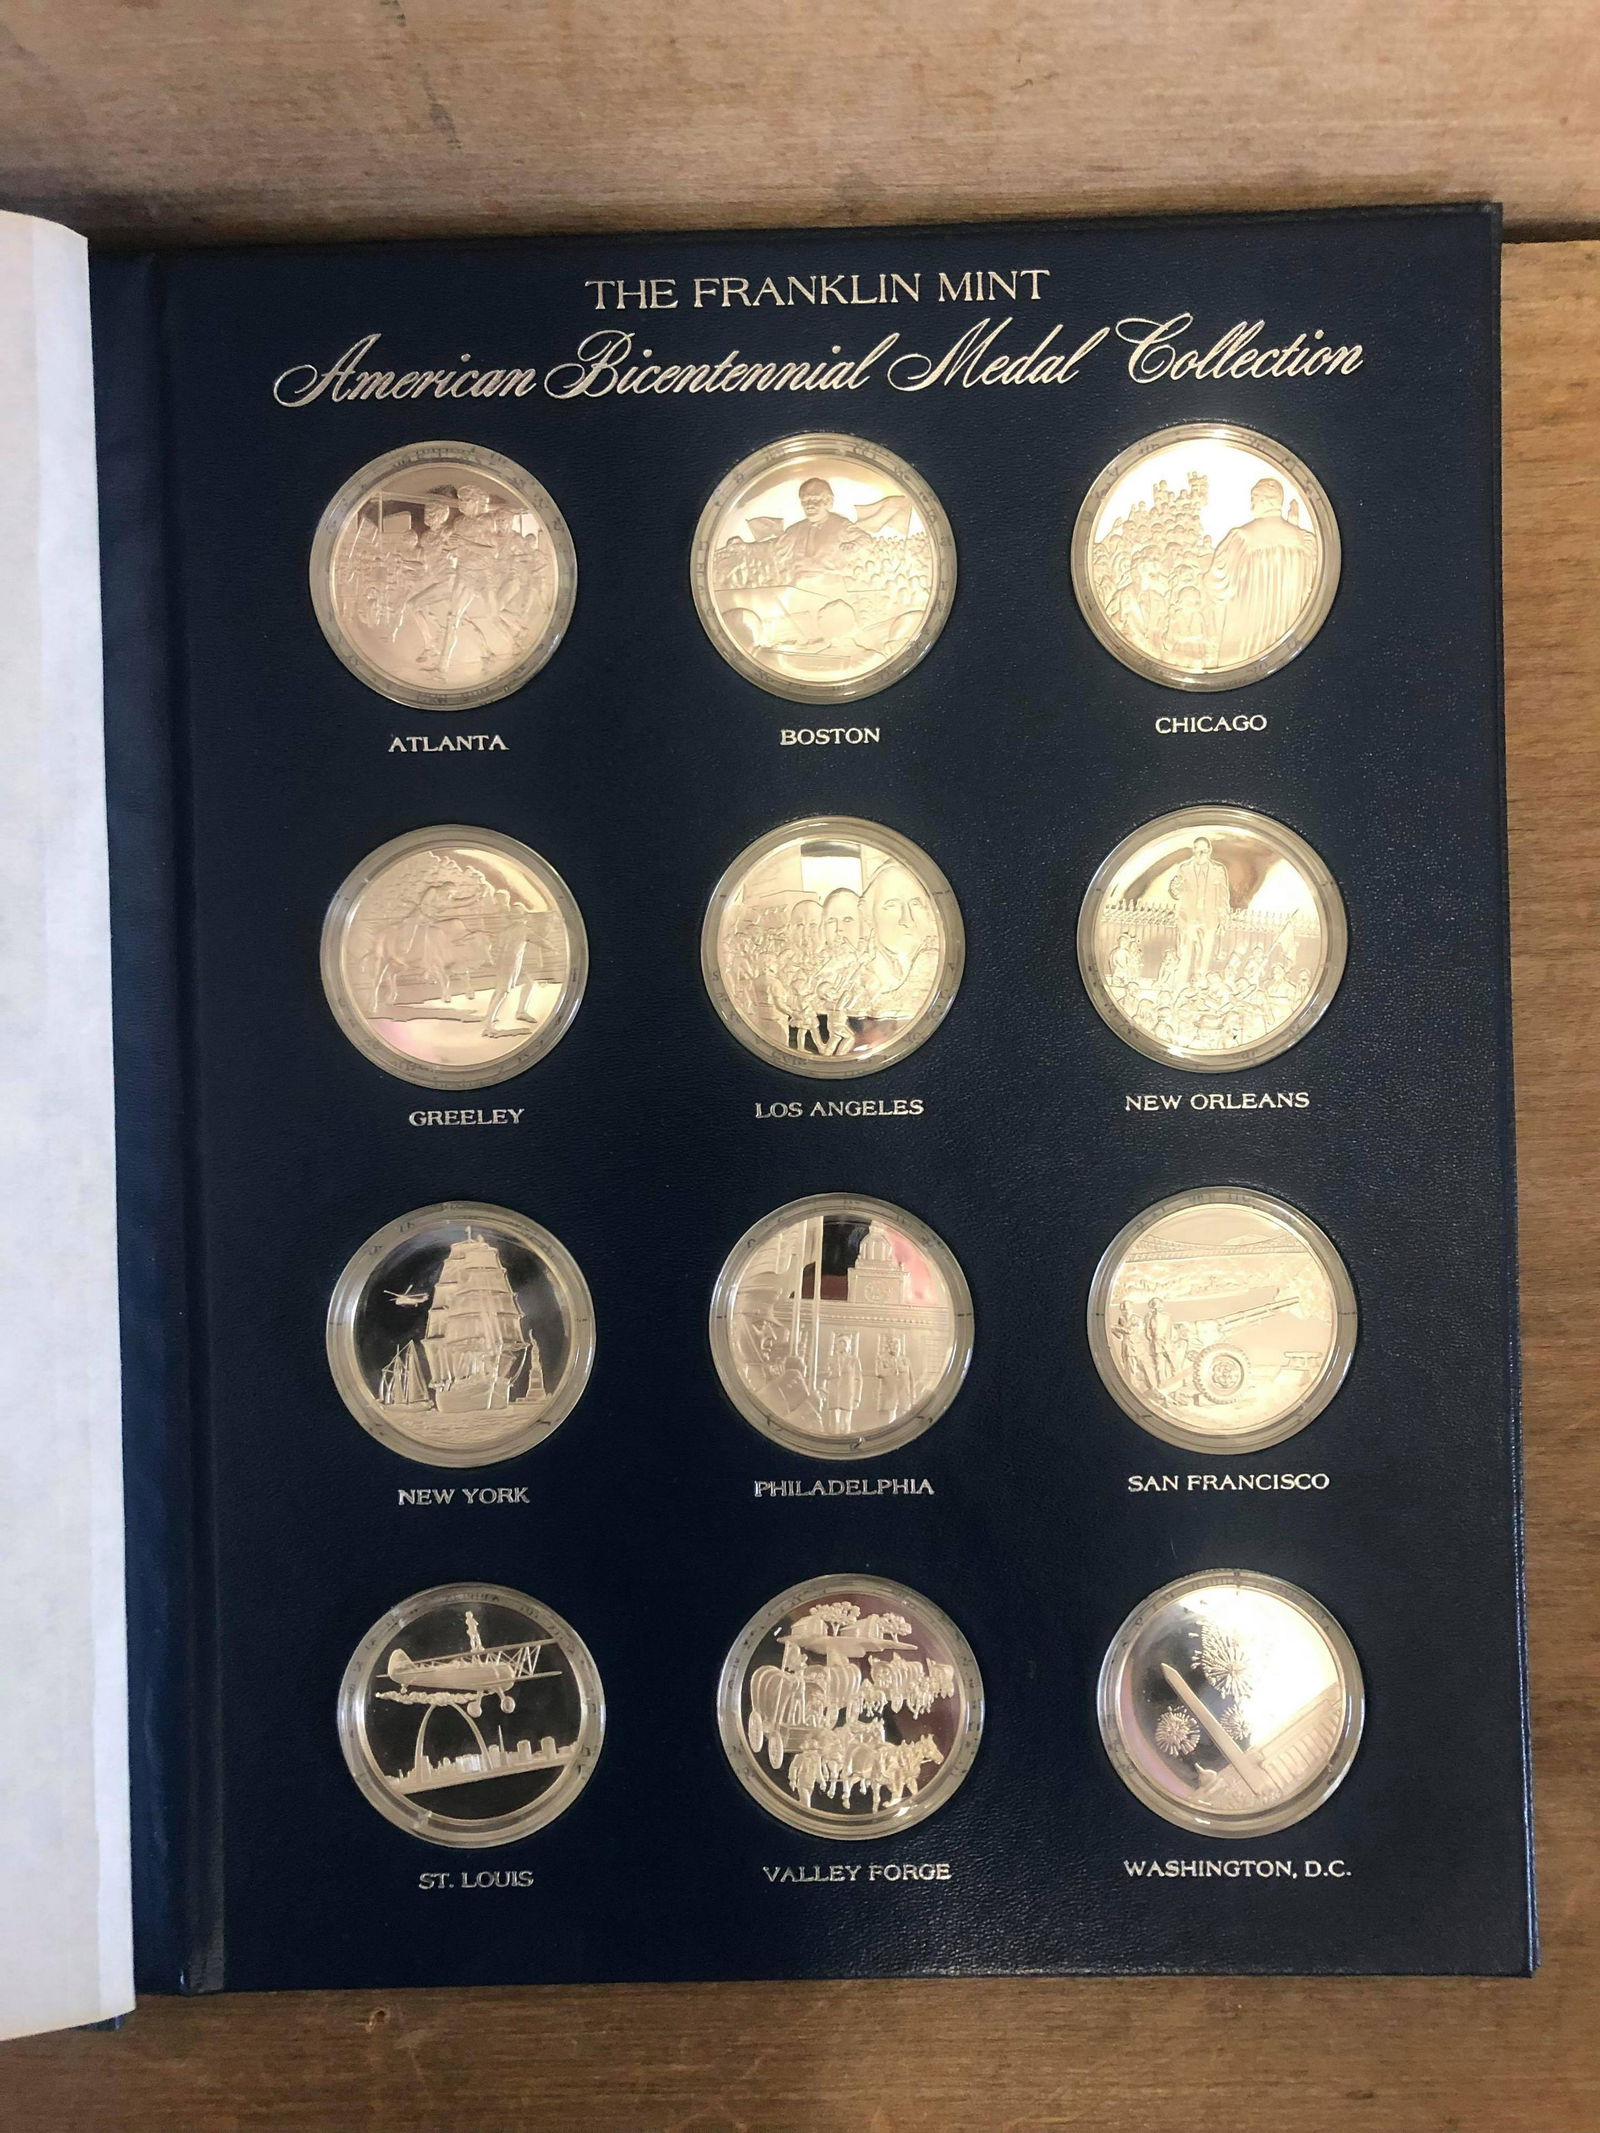 THE FRANKLIN MINT
American Bicentennial Medal Collection
ATLANTA
BOSTON
CHICAGO
GREELEY
LOS ANGELES
NEW ORLEANS
NEW YORK
PHILADELPHIA
SAN FRANCISCO
ST. LOUIS
VALLEY FORGE
WASHINGTON, D.C.